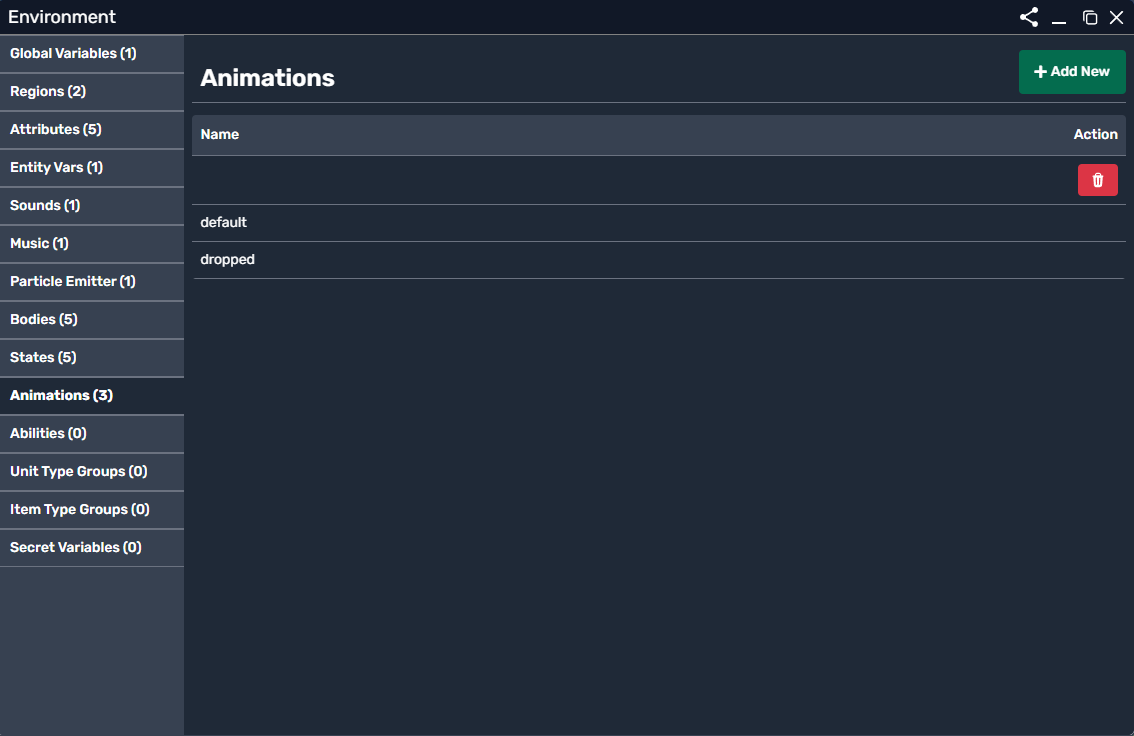 Environment
Global Variables (1)
Regions (2)
Attributes (5)
Entity Vars (1)
Sounds (1)
Music (1)
Particle Emitter (1)
Bodies (5)
States (5)
Animations (3)
Abilities (0)
Unit Type Groups (0)
Item Type Groups (0)
Secret Variables (0)
Animations
+ Add New
Name Action
default
dropped